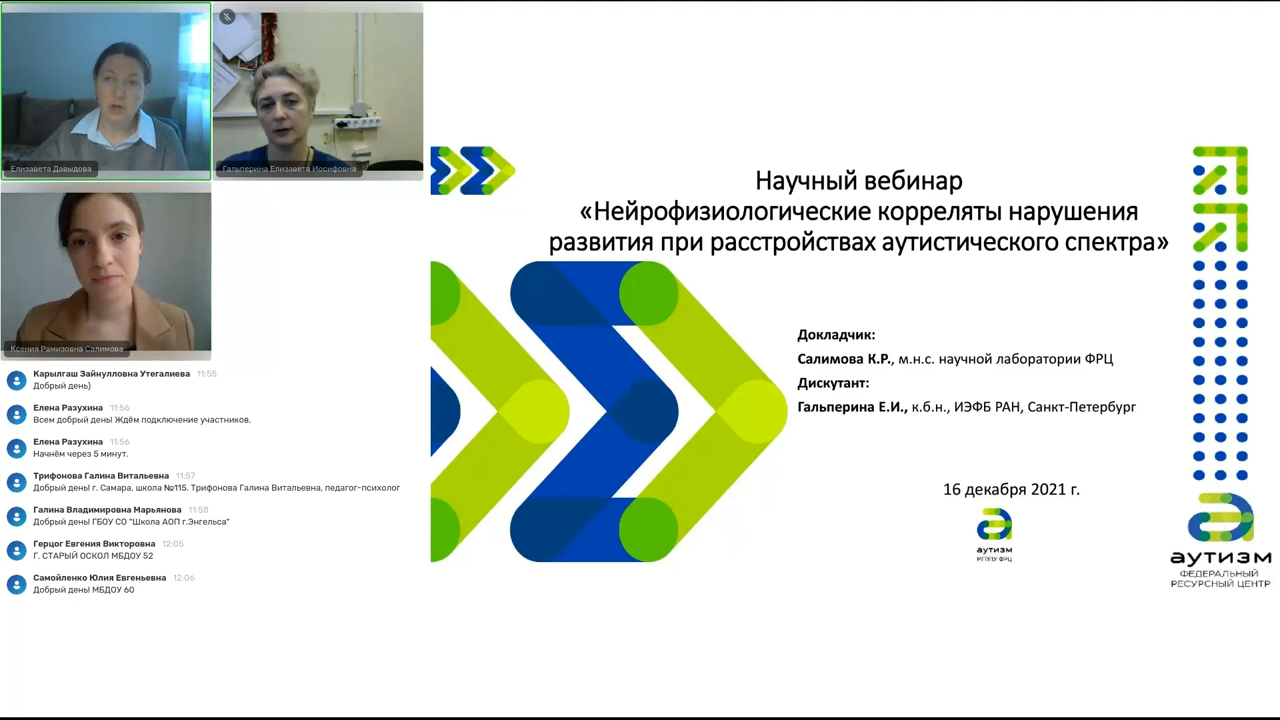 Елизавета Давыдова
Гальперина Елизавета Иосифовна
Ксения Рамизовна Салимова
Карылгаш Зайнулловна Утегалиева 11:55
Добрый день)
Елена Разухина 11:56
Всем добрый день! Ждём подключение участников.
Елена Разухина 11:56
Начнём через 5 минут.
Трифонова Галина Витальевна 11:57
Добрый день! г. Самара, школа №115. Трифонова Галина Витальевна, педагог-психолог
Галина Владимировна Марьянова 11:58
Добрый день! ГБОУ СО "Школа АОП г.Энгельса"
Герцог Евгения Викторовна 12:05
Г. СТАРЫЙ ОСКОЛ МБДОУ 52
Самойленко Юлия Евгеньевна 12:06
Добрый день! МБДОУ 60
Научный вебинар
«Нейрофизиологические корреляты нарушения
развития при расстройствах аутистического спектра»
Докладчик:
Салимова К.Р., м.н.с. научной лаборатории ФРЦ
Дискутант:
Гальперина Е.И., к.б.н., ИЭФБ РАН, Санкт-Петербург
16 декабря 2021 г.
аутизм
МГППУ ФРЦ
аутизм
ФЕДЕРАЛЬНЫЙ
РЕСУРСНЫЙ ЦЕНТР